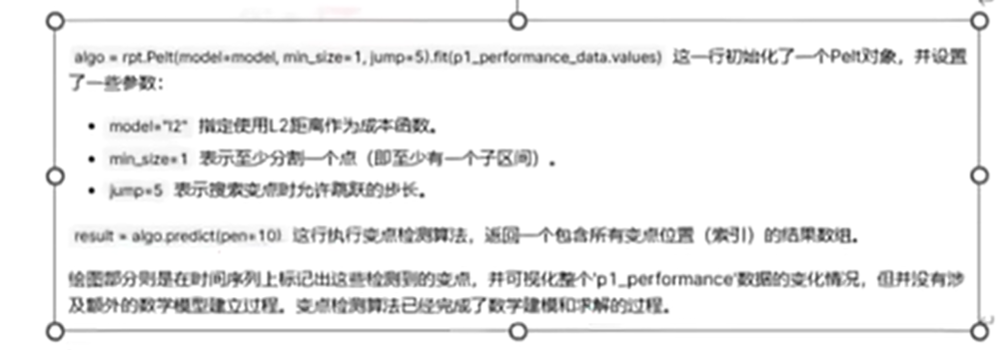 algo = rpt.Pelt(model=model, min_size=1, jump=5).fit(p1_performance_data.values) 这一行初始化了一个Pelt对象，并设置
了一些参数：
• model="l2" 指定使用L2距离作为成本函数。
• min_size=1 表示至少分割一个点（即至少有一个子区间）。
• jump=5 表示搜索变点时允许跳跃的步长。
result = algo.predict(pen=10) 这行执行变点检测算法，返回一个包含所有变点位置（索引）的结果数组。
绘图部分则是在时间序列上标记出这些检测到的变点，并可视化整个'p1_performance'数据的变化情况，但并没有涉
及额外的数学模型建立过程。变点检测算法已经完成了数学建模和求解的过程。